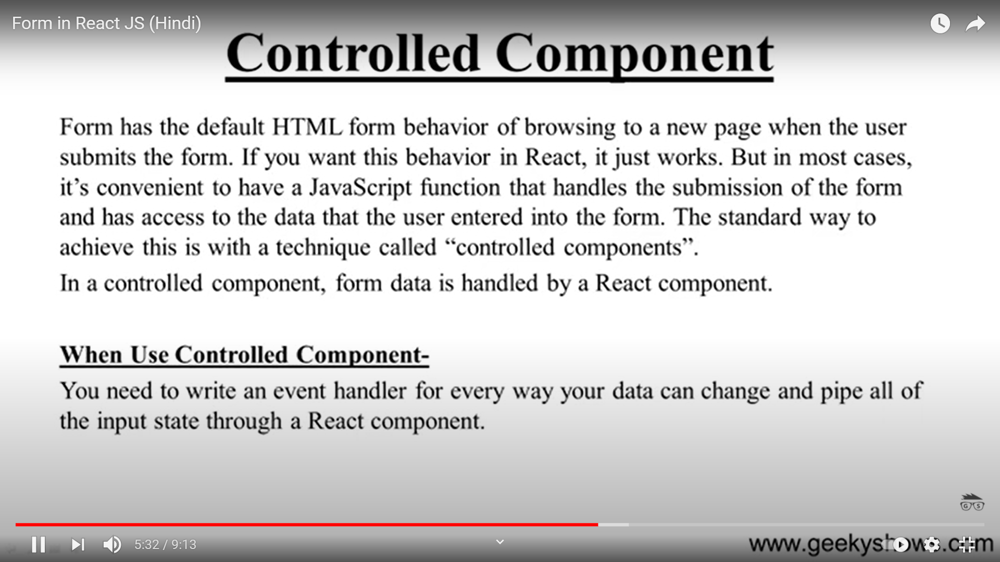 Form in React JS (Hindi)
Controlled Component
Form has the default HTML form behavior of browsing to a new page when the user
submits the form. If you want this behavior in React, it just works. But in most cases,
it’s convenient to have a JavaScript function that handles the submission of the form
and has access to the data that the user entered into the form. The standard way to
achieve this is with a technique called “controlled components”.
In a controlled component, form data is handled by a React component.
When Use Controlled Component-
You need to write an event handler for every way your data can change and pipe all of
the input state through a React component.
G S
5:32 / 9:13
www.geekyshows.com